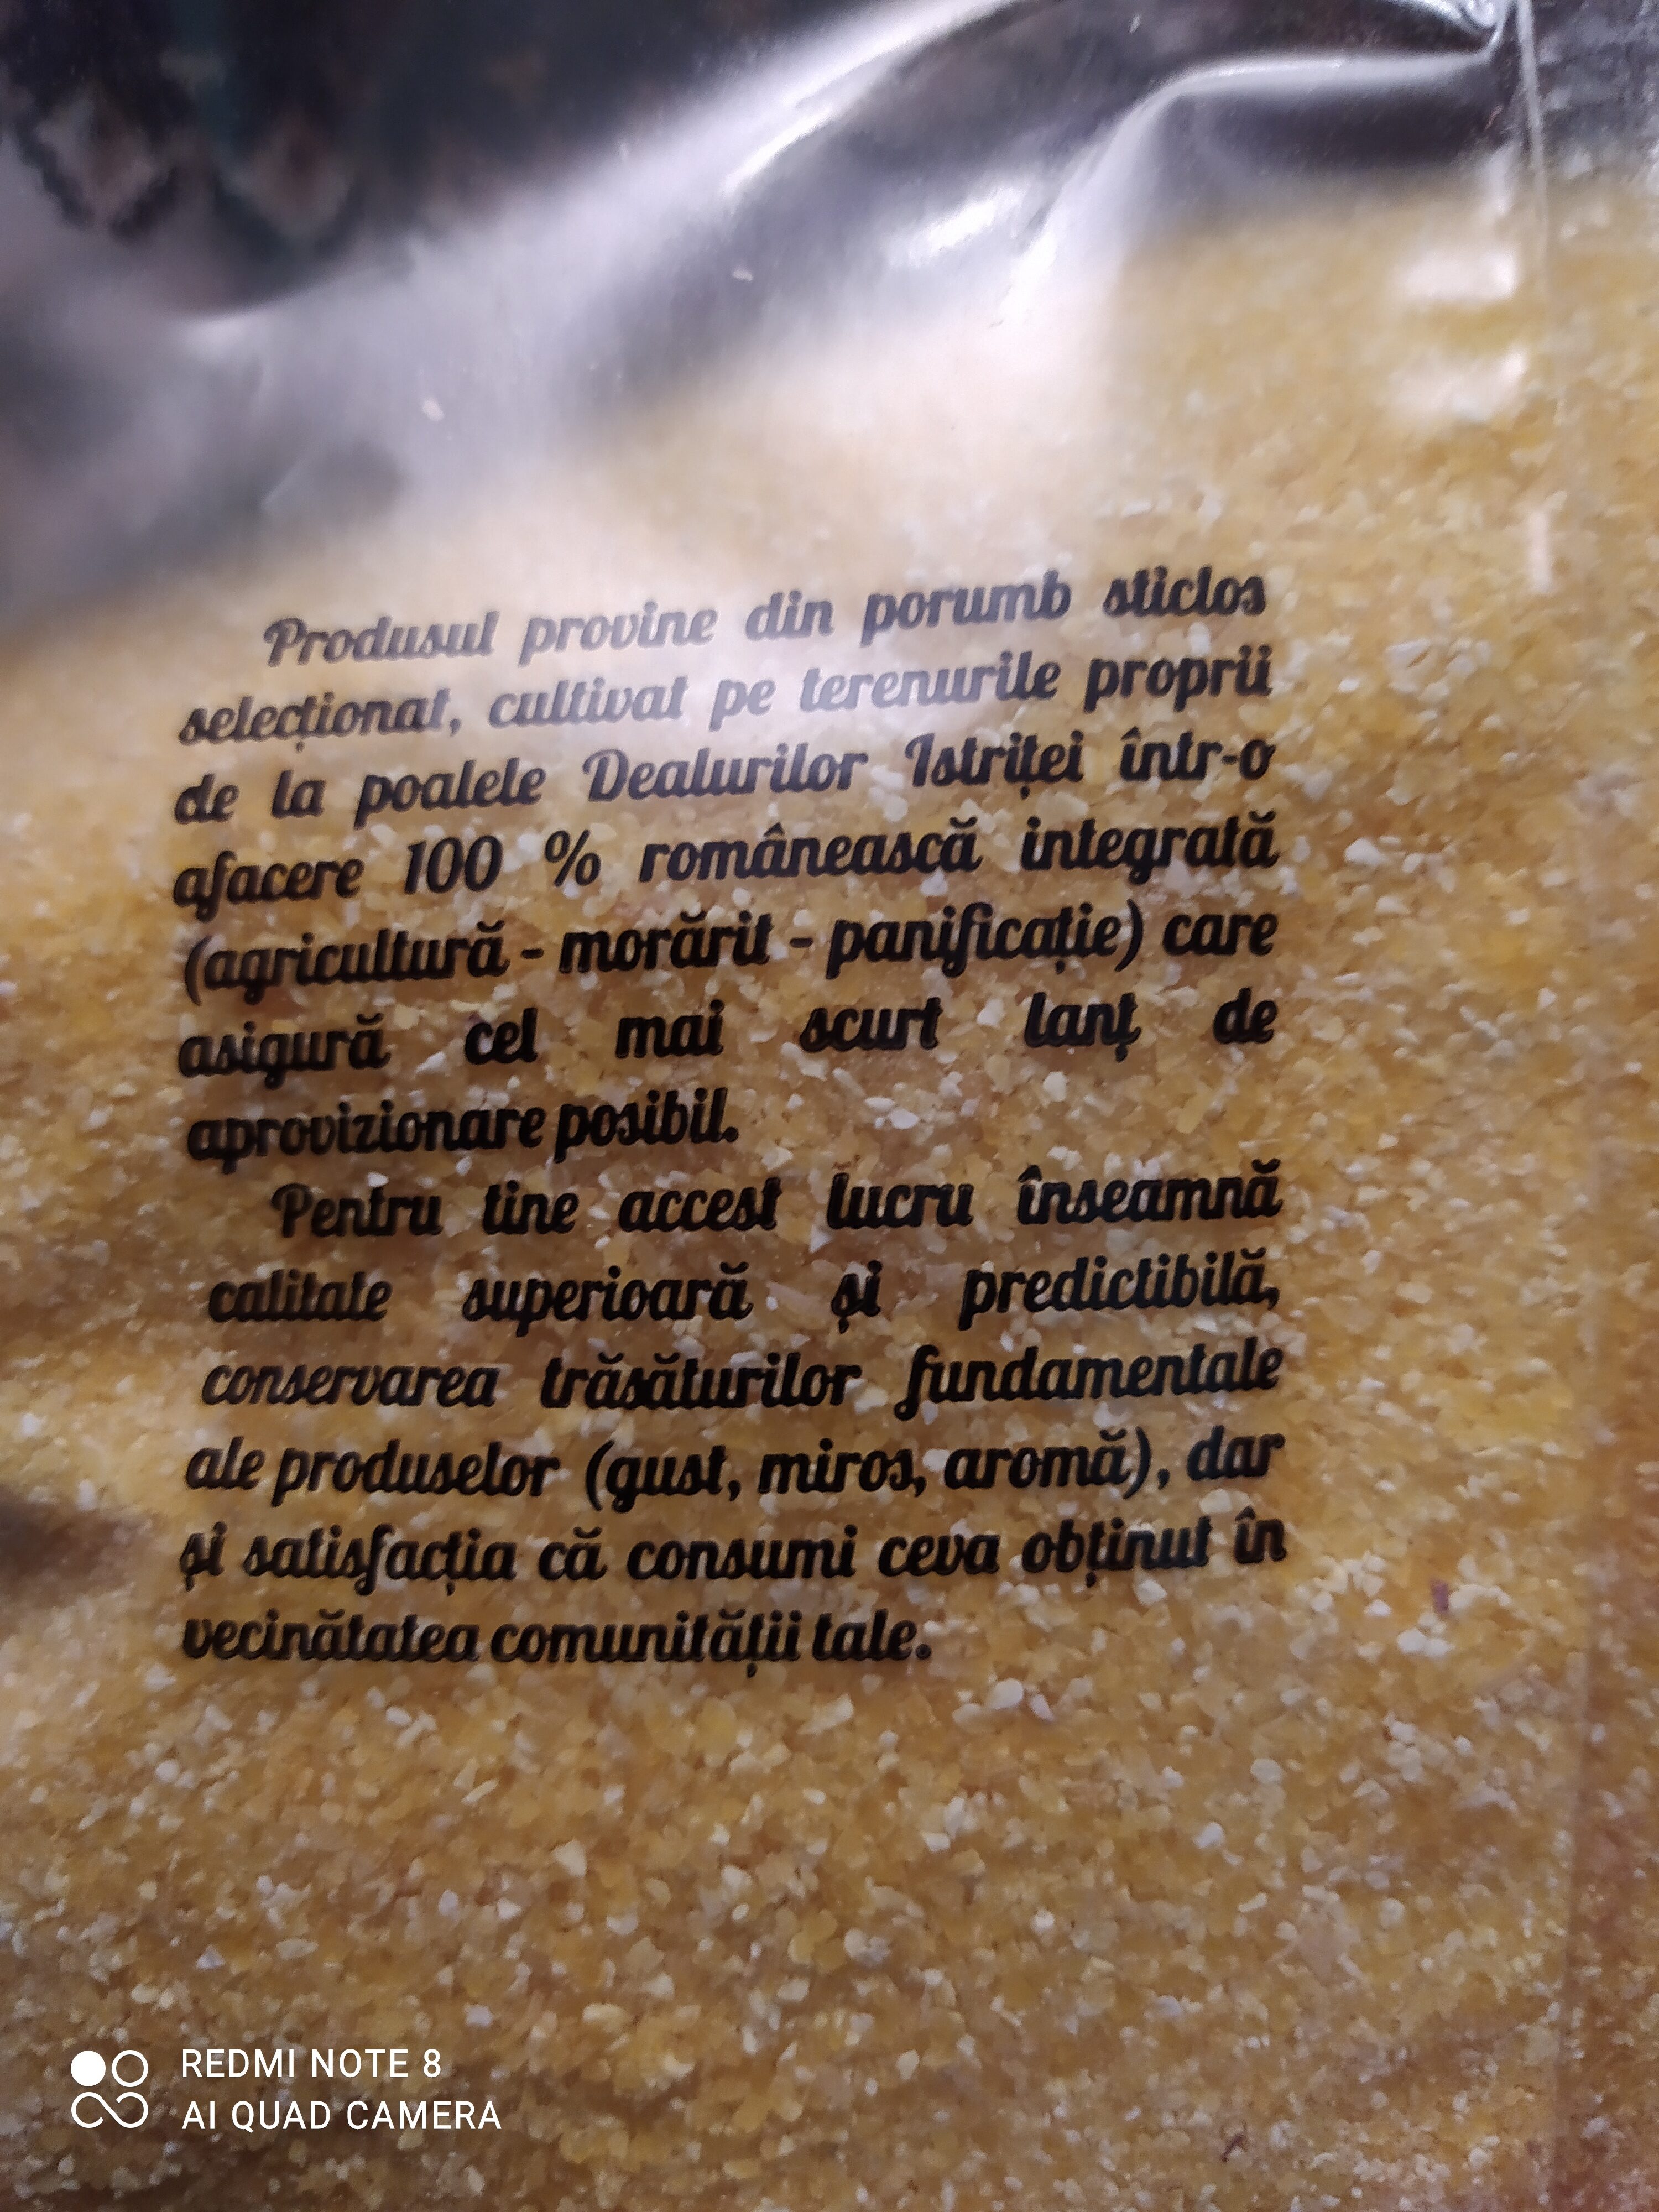 Produsul provine din porumb sticlos
selecționat, cultivat pe terenurile proprii
de la poalele Dealurilor Istriței într-o
afacere 100 % românească integrată
(agricultură - morărit - panificație) care
asigură cel mai scurt lanț de
aprovizionare posibil.
Pentru tine accest lucru înseamnă
calitate superioară și predictibilă,
conservarea trăsăturilor fundamentale
ale produselor (gust, miros, aromă), dar
și satisfacția că consumi ceva obținut în
vecinătatea comunității tale.
REDMI NOTE 8
AI QUAD CAMERA